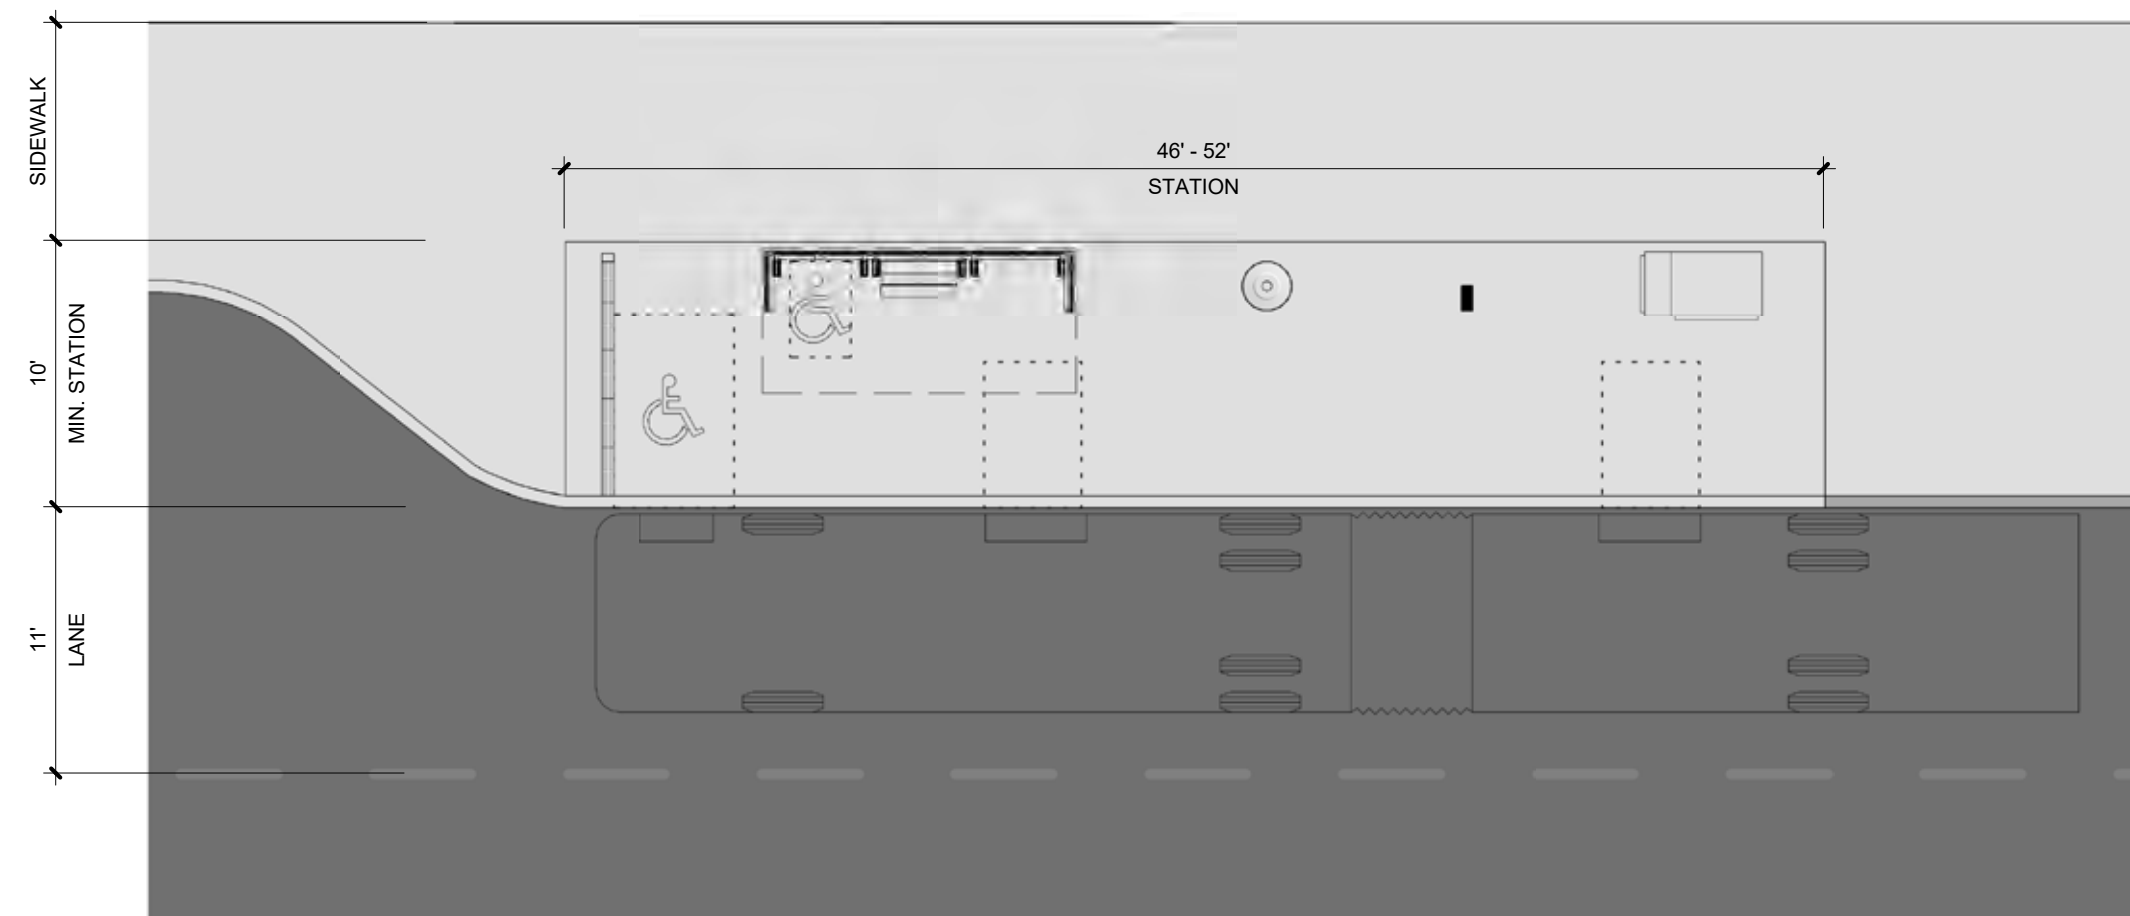 SIDEWALK
46' - 52'
STATION
10'
MIN. STATION
11'
LANE